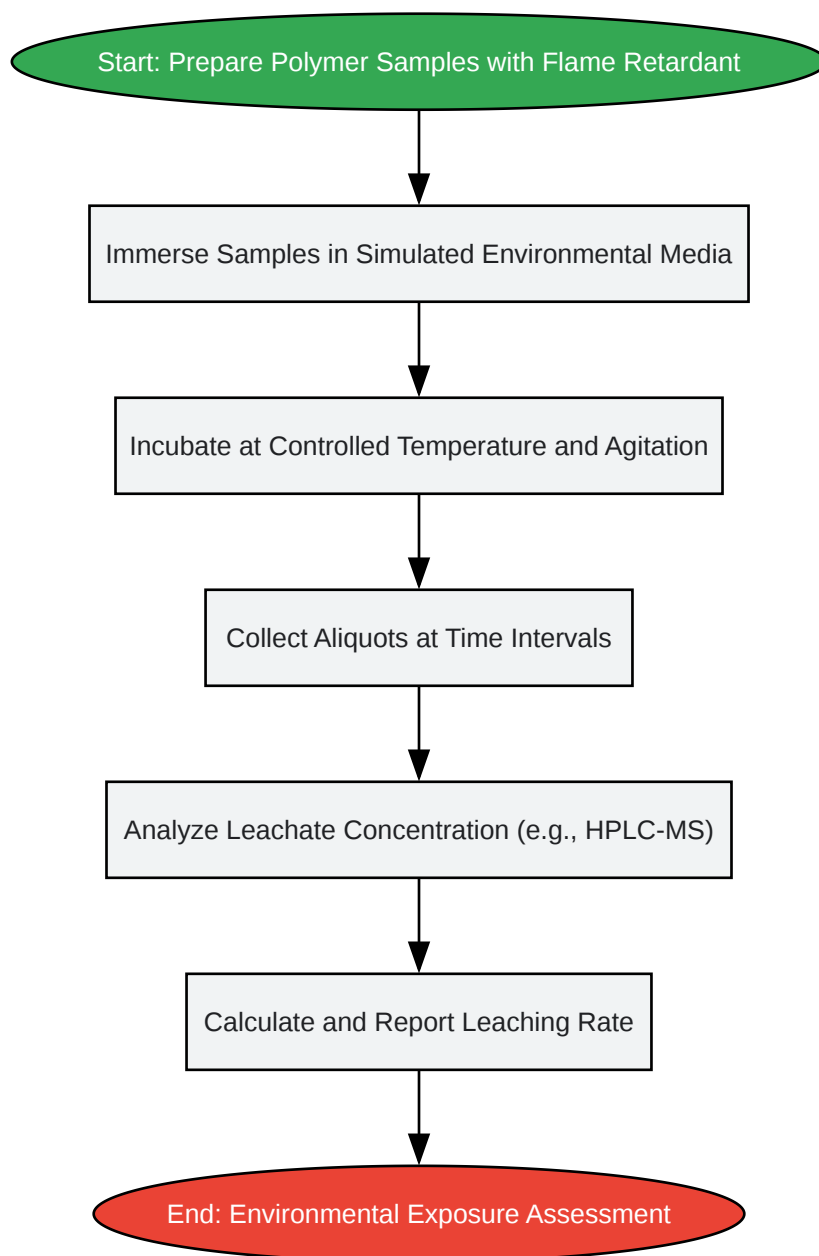 Start: Prepare Polymer Samples with Flame Retardant
Immerse Samples in Simulated Environmental Media
Incubate at Controlled Temperature and Agitation
Collect Aliquots at Time Intervals
Analyze Leachate Concentration (e.g., HPLC-MS)
Calculate and Report Leaching Rate
End: Environmental Exposure Assessment